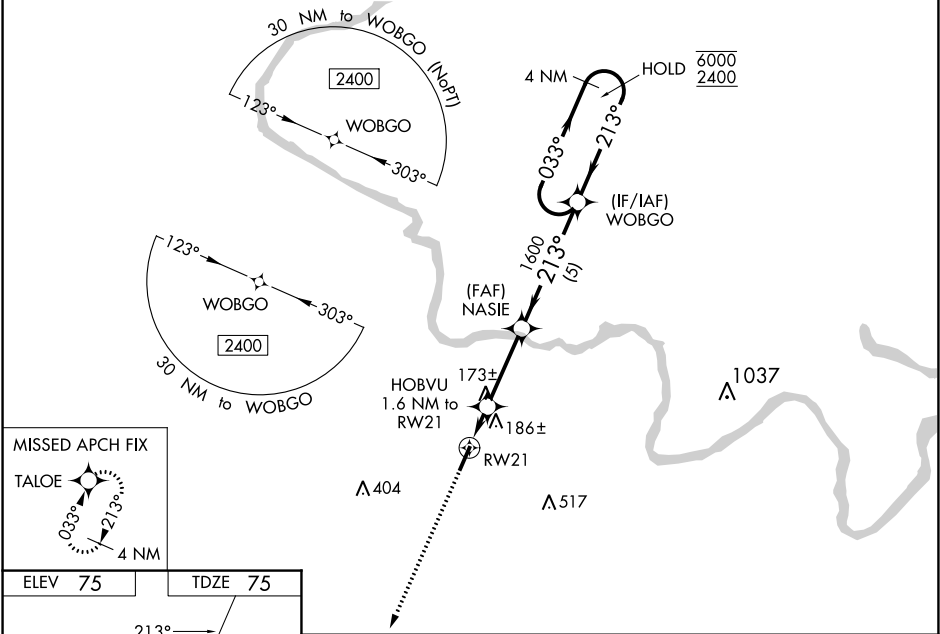 30 NM to WOBGO (NoPT)
2400
123°
WOBGO
303°
4 NM
HOLD
6000
2400
033°
213°
(IF/IAF)
WOBGO
1600
213°
(5)
(FAF)
NASIE
123°
WOBGO
303°
2400
30 NM to WOBGO
173±
HOBVU
1.6 NM to
RW21
186±
RW21
1037
404
517
MISSED APCH FIX
TALOE
033°
213°
4 NM
ELEV 75
TDZE 75
213°